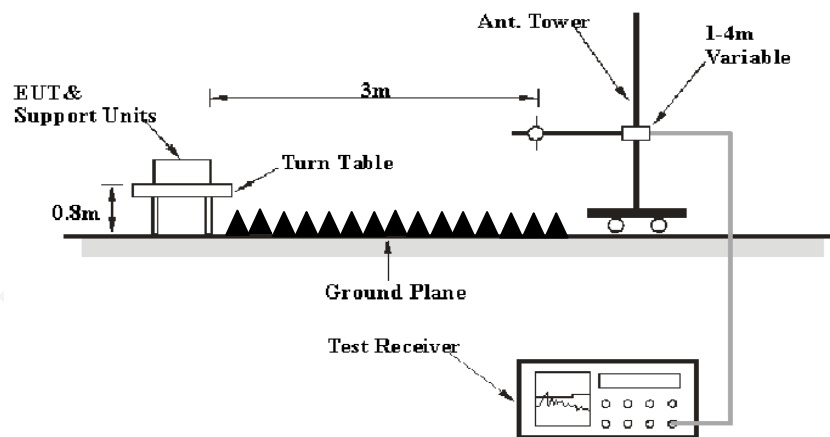 Ant. Tower
1-4m
Variable
3m
EUT&
Support Units
Turn Table
0.8m
Ground Plane
Test Receiver